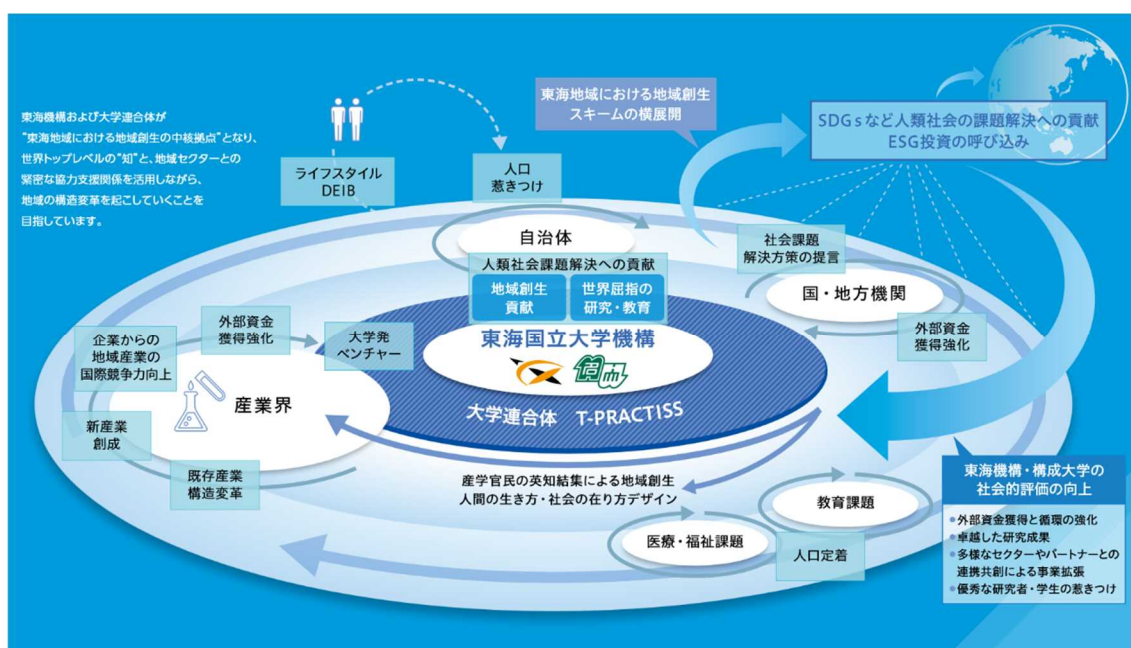 東海機構および大学連合体が
“東海地域における地域創生の中核拠点”となり、
世界トップレベルの“知”と、地域セクターとの
緊密な協力支援関係を活用しながら、
地域の構造変革を起こしていくことを
目指しています。
ライフスタイル
DEIB
人口
惹きつけ
東海地域における地域創生
スキームの横展開
SDGsなど人類社会の課題解決への貢献
ESG投資の呼び込み
自治体
人類社会課題解決への貢献
地域創生
貢献
世界屈指の
研究・教育
東海国立大学機構
大学連合体 T-PRACTISS
社会課題
解決方策の提言
国・地方機関
外部資金
獲得強化
企業からの
地域産業の
国際競争力向上
外部資金
獲得強化
大学発
ベンチャー
産業界
新産業
創成
既存産業
構造変革
産学官民の英知結集による地域創生
人間の生き方・社会の在り方デザイン
教育課題
医療・福祉課題
人口定着
東海機構・構成大学の
社会的評価の向上
●外部資金獲得と循環の強化
●卓越した研究成果
●多様なセクターやパートナーとの
連携共創による事業拡張
●優秀な研究者・学生の惹きつけ